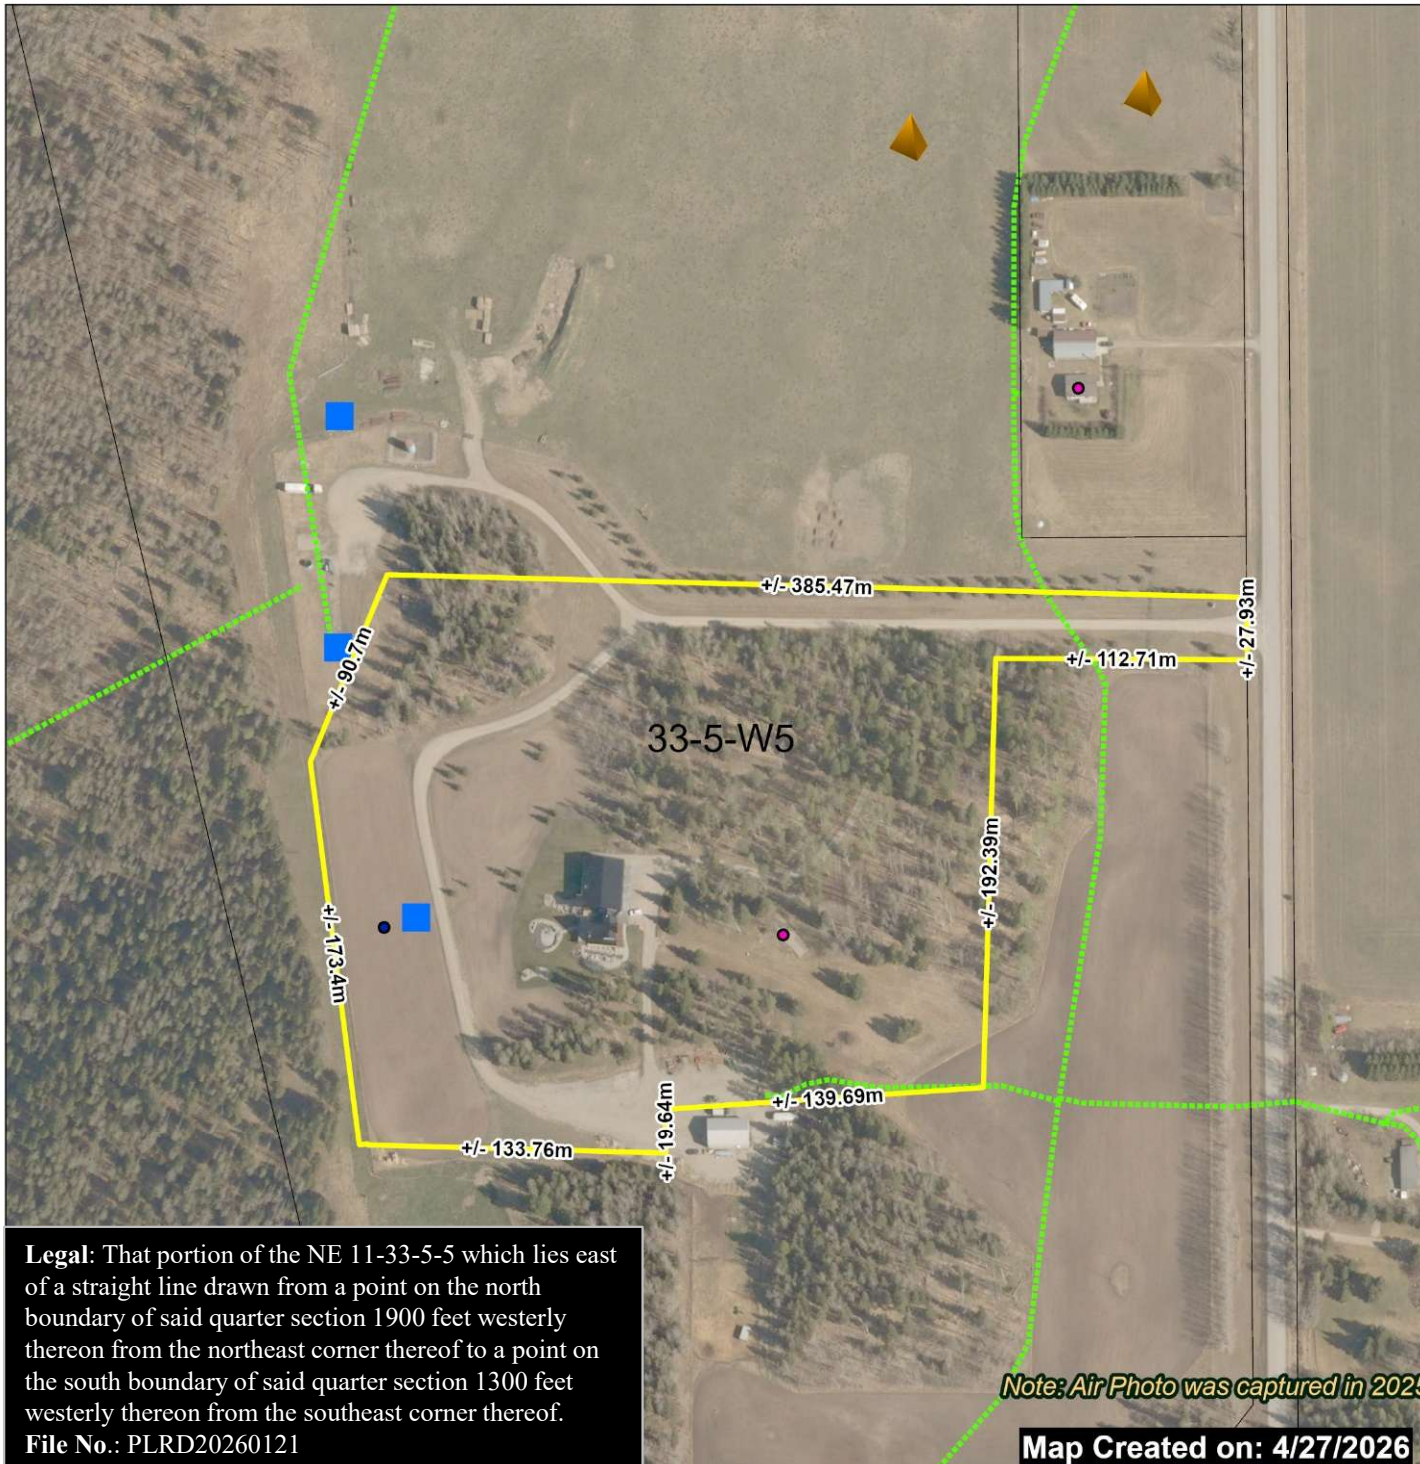 +/- 385.47m
+/- 27.93m
+/- 112.71m
+/- 90.7m
33-5-W5
+/- 192.39m
+/- 173.4m
+/- 139.69m
+/- 19.64m
+/- 133.76m
Legal: That portion of the NE 11-33-5-5 which lies east
of a straight line drawn from a point on the north
boundary of said quarter section 1900 feet westerly
thereon from the northeast corner thereof to a point on
the south boundary of said quarter section 1300 feet
westerly thereon from the southeast corner thereof.
File No.: PLRD20260121
Note: Air Photo was captured in 2025
Map Created on: 4/27/2026